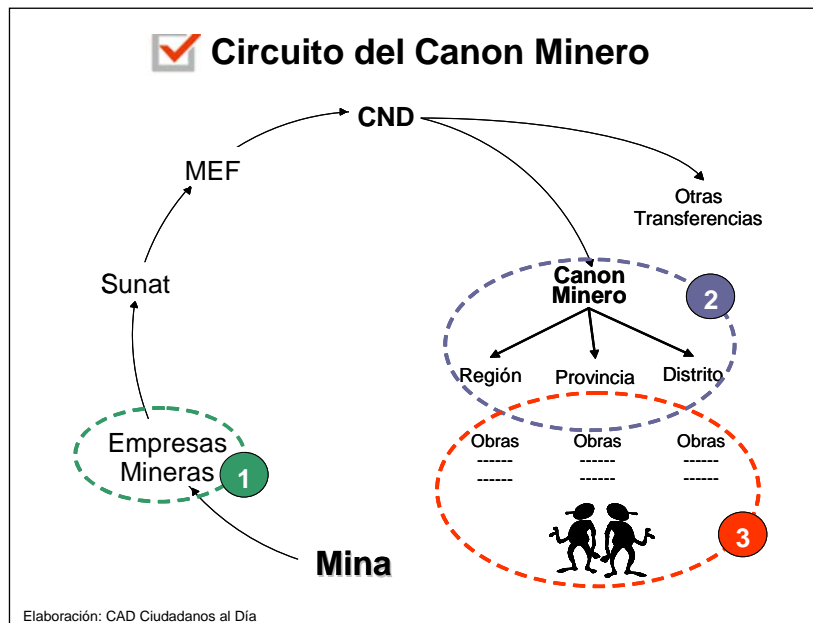 Circuito del Canon Minero
CND
MEF
Otras
Transferencias
Sunat
Canon
Minero
2
Región Provincia Distrito
Empresas
Mineras
1
Obras Obras Obras
------ ------ ------
------ ------ ------
3
Mina
Elaboración: CAD Ciudadanos al Día